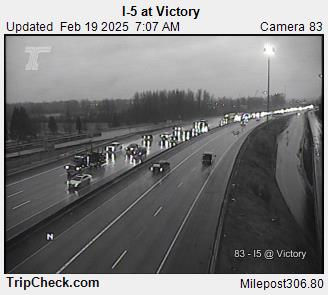 I-5 at Victory
Updated Feb 19 2025 7:07 AM Camera 83
N
83 - I5 @ Victory
TripCheck.com Milepost306.80